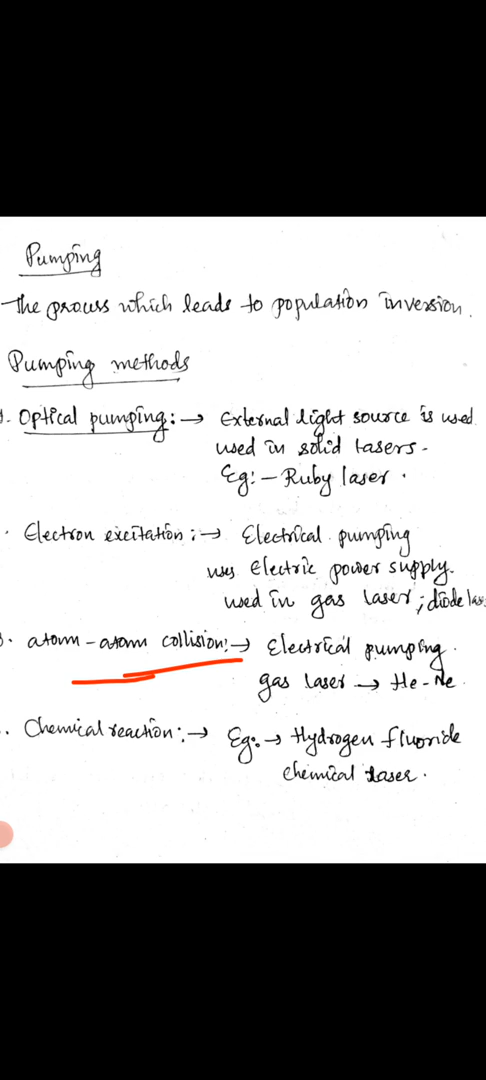 Pumping
The process which leads to population inversion.
Pumping methods
. Optical pumping:→ External light source is used
used in solid lasers.
Eg:- Ruby laser.
. Electron excitation:→ Electrical pumping
uses Electric power supply.
used in gas laser; diode las
. atom-atom collision:→ Electrical pumping.
gas laser → He-Ne
. Chemical reaction:→ Eg:→ Hydrogen fluoride
chemical laser.